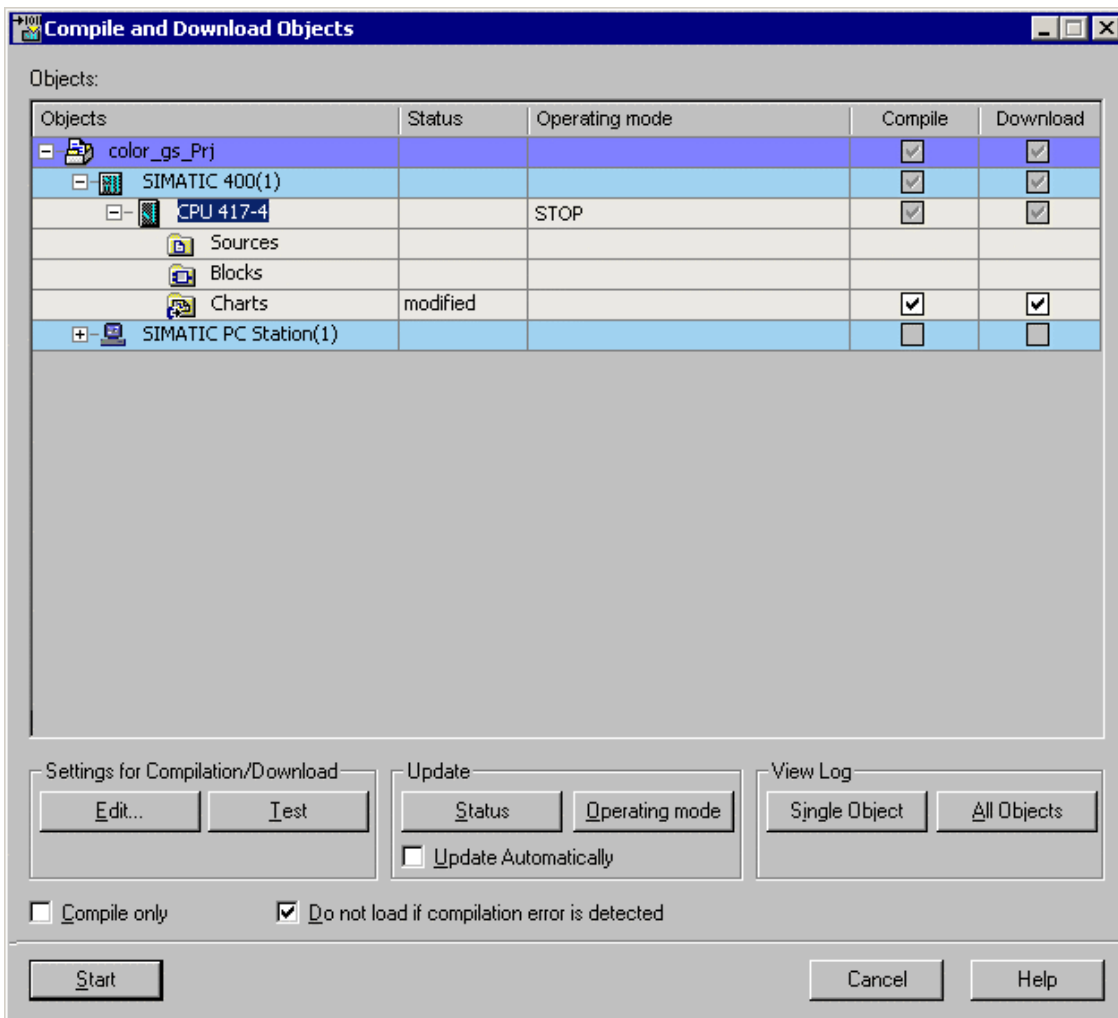 Compile and Download Objects
Objects:
Objects Status Operating mode Compile Download
color_gs_Prj
SIMATIC 400(1)
CPU 417-4 STOP
Sources
Blocks
Charts modified
SIMATIC PC Station(1)
Settings for Compilation/Download Update View Log
Edit... Test Status Operating mode Single Object All Objects
Update Automatically
Compile only Do not load if compilation error is detected
Start Cancel Help